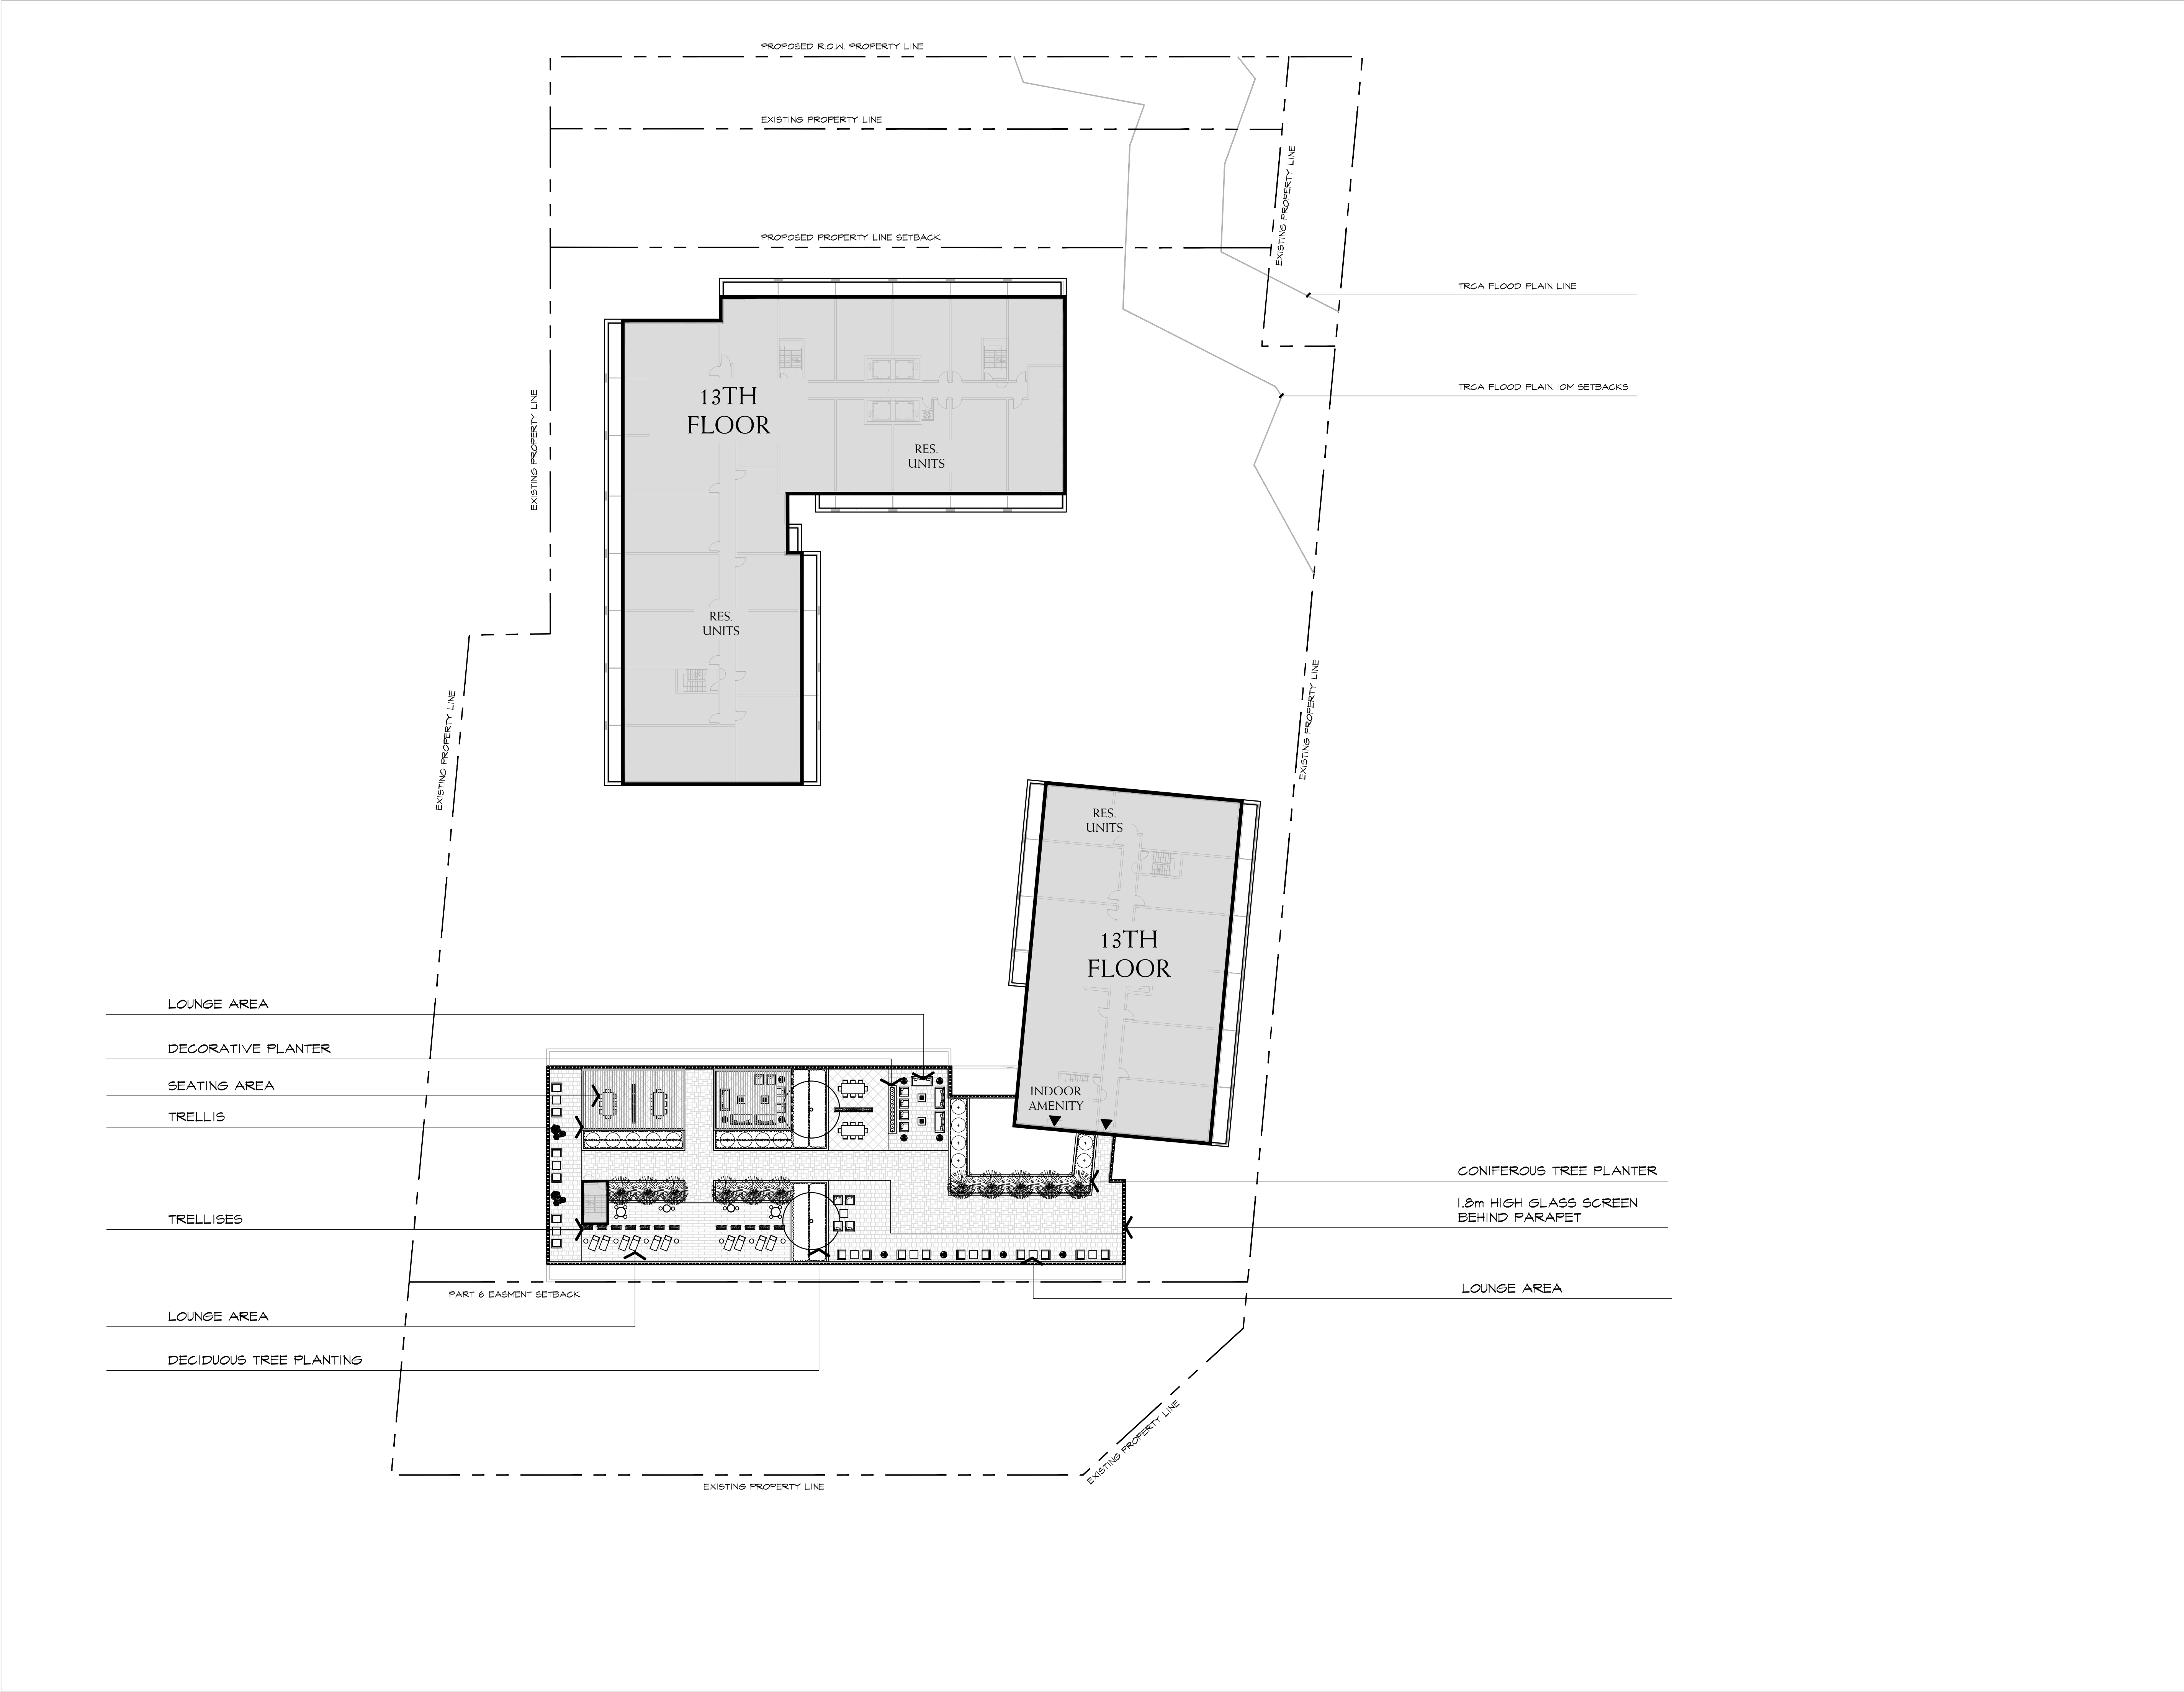 PROPOSED R.O.W. PROPERTY LINE
EXISTING PROPERTY LINE
EXISTING PROPERTY LINE
PROPOSED PROPERTY LINE SETBACK
TRCA FLOOD PLAIN LINE
TRCA FLOOD PLAIN 10M SETBACKS
EXISTING PROPERTY LINE
13TH
FLOOR
RES.
UNITS
RES.
UNITS
EXISTING PROPERTY LINE
EXISTING PROPERTY LINE
RES.
UNITS
13TH
FLOOR
INDOOR
AMENITY
LOUNGE AREA
DECORATIVE PLANTER
SEATING AREA
TRELLIS
TRELLISES
LOUNGE AREA
DECIDUOUS TREE PLANTING
CONIFEROUS TREE PLANTER
1.8m HIGH GLASS SCREEN
BEHIND PARAPET
LOUNGE AREA
PART 6 EASMENT SETBACK
EXISTING PROPERTY LINE
EXISTING PROPERTY LINE